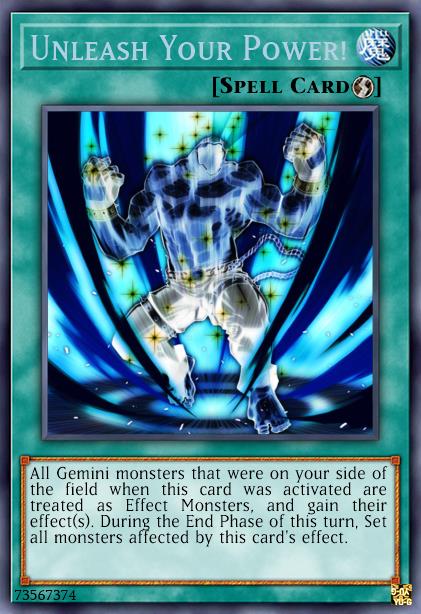 UNLEASH YOUR POWER!
魔
[SPELL CARD]
All Gemini monsters that were on your side of
the field when this card was activated are
treated as Effect Monsters, and gain their
effect(s). During the End Phase of this turn, Set
all monsters affected by this card's effect.
73567374